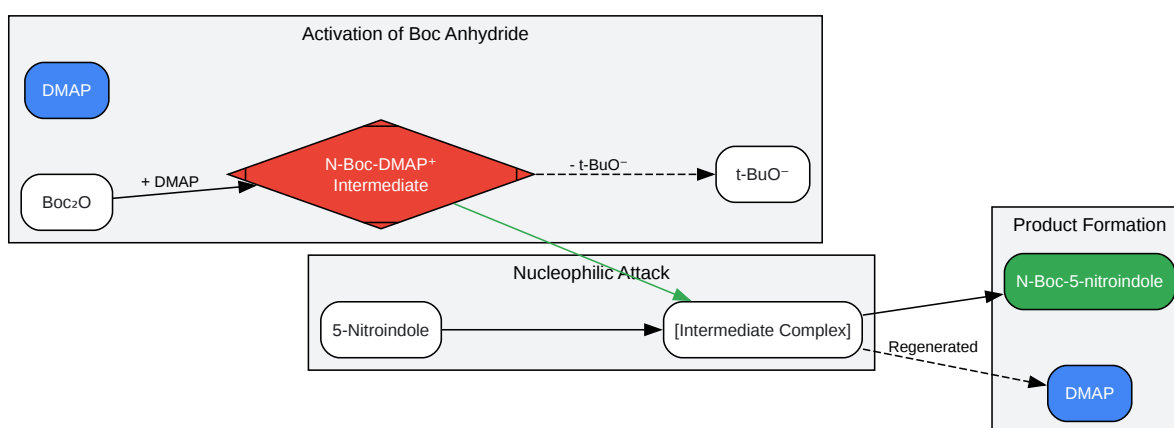 Activation of Boc Anhydride
DMAP
Boc₂O
+ DMAP
N-Boc-DMAP⁺
Intermediate
- t-BuO⁻
t-BuO⁻
Nucleophilic Attack
5-Nitroindole
[Intermediate Complex]
Product Formation
N-Boc-5-nitroindole
Regenerated
DMAP